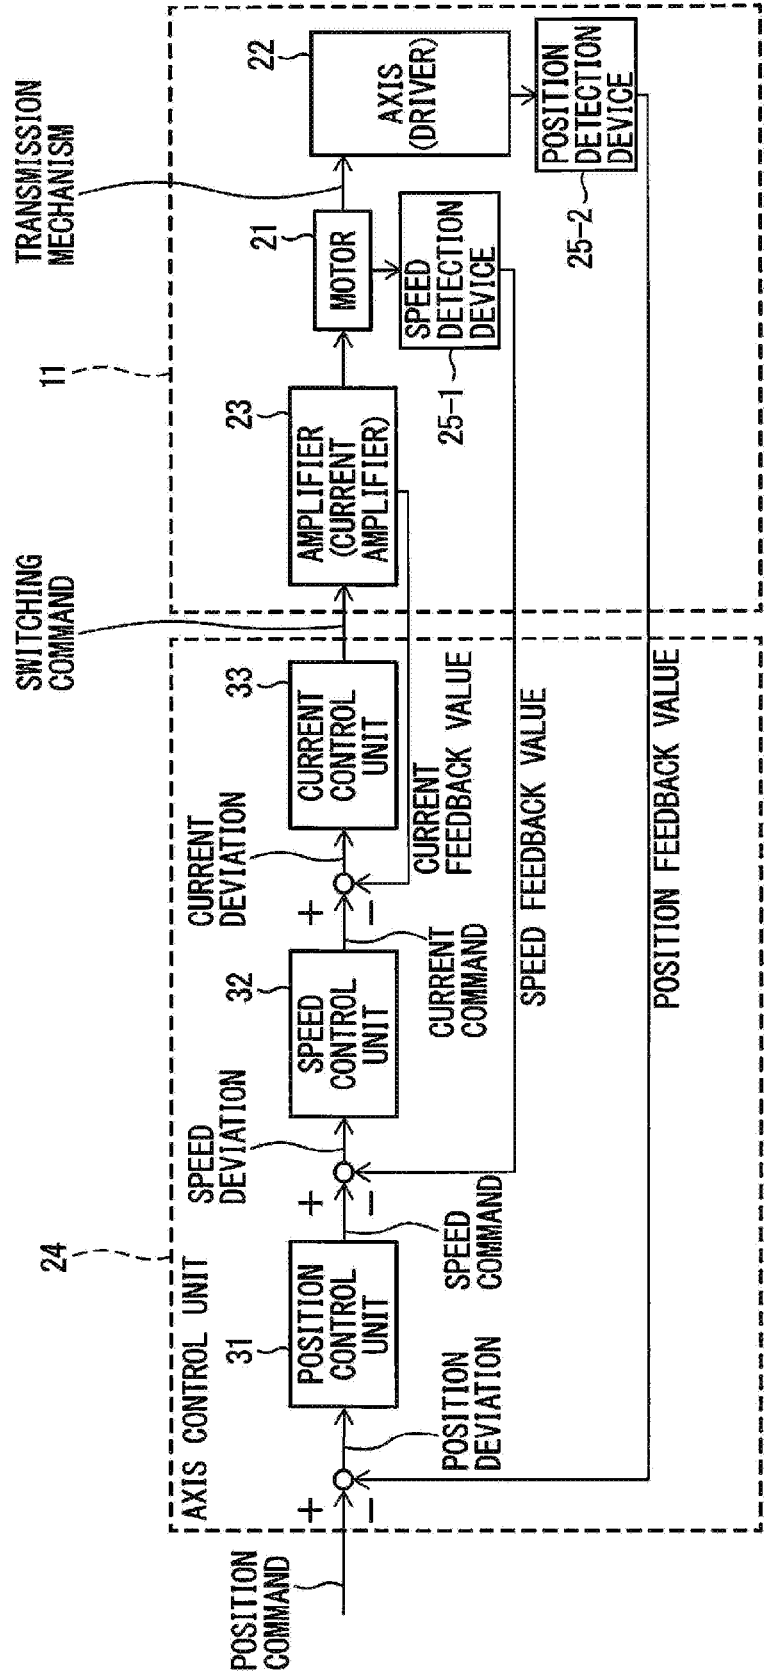 POSITION
COMMAND
24
AXIS CONTROL UNIT
+
−
POSITION
DEVIATION
31
POSITION
CONTROL
UNIT
SPEED
COMMAND
+
−
SPEED
DEVIATION
32
SPEED
CONTROL
UNIT
CURRENT
COMMAND
+
−
CURRENT
DEVIATION
33
CURRENT
CONTROL
UNIT
CURRENT
FEEDBACK VALUE
SPEED FEEDBACK VALUE
POSITION FEEDBACK VALUE
SWITCHING
COMMAND
11
23
AMPLIFIER
(CURRENT
AMPLIFIER)
TRANSMISSION
MECHANISM
21
MOTOR
SPEED
DETECTION
DEVICE
25-1
22
AXIS
(DRIVER)
POSITION
DETECTION
DEVICE
25-2